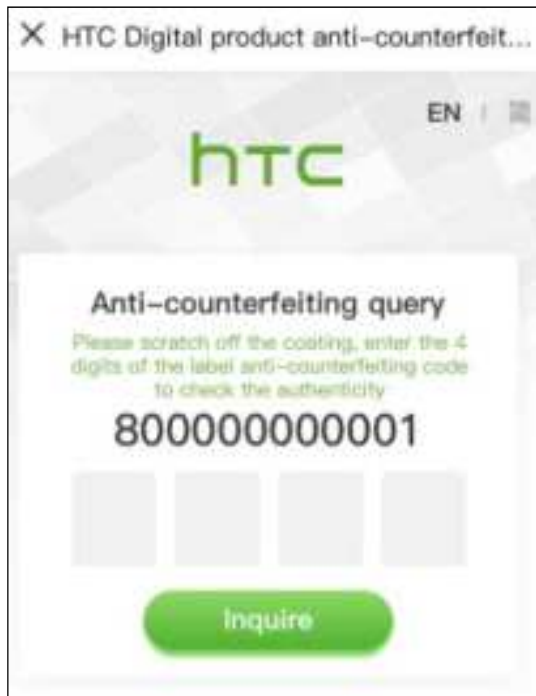 X HTC Digital product anti-counterfeit...
EN
hTC
Anti-counterfeiting query
Please scratch off the coating, enter the 4
digits of the label anti-counterfeiting code
to check the authenticity
800000000001
Inquire